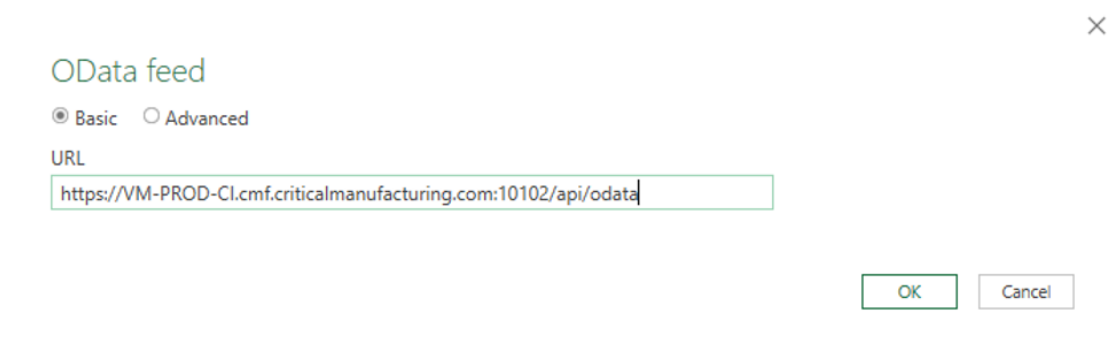 OData feed
Basic Advanced
URL
https://VM-PROD-CI.cmf.criticalmanufacturing.com:10102/api/odata
OK Cancel